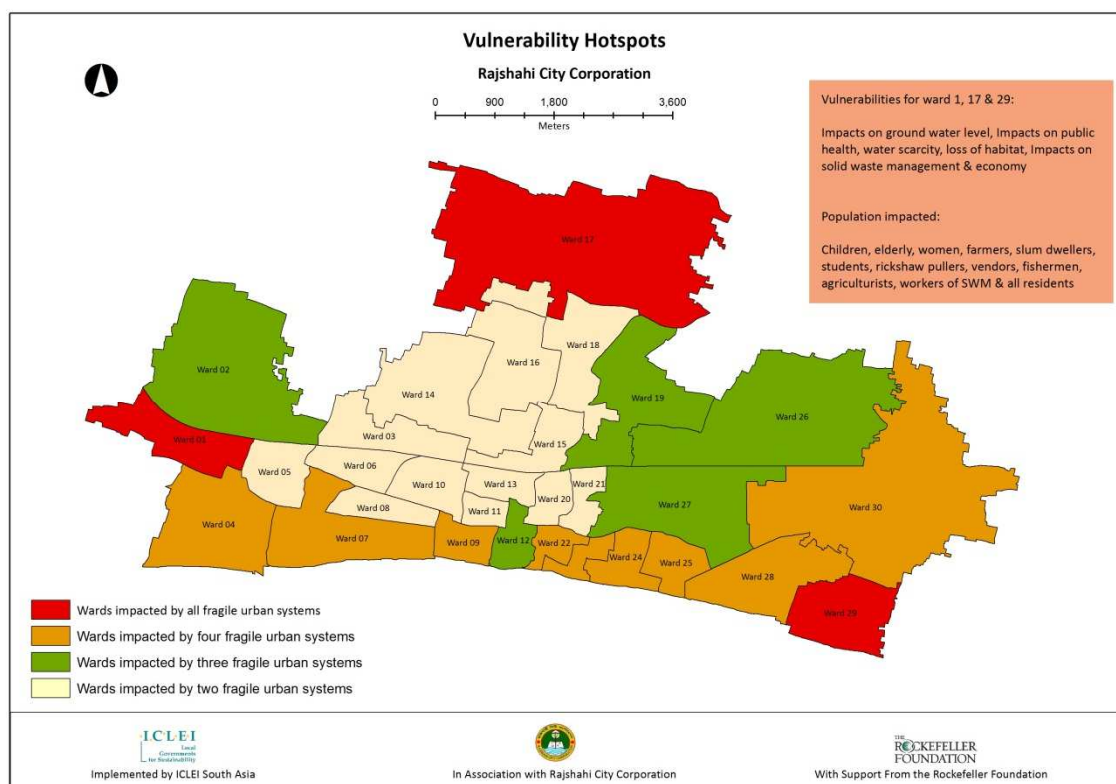 Vulnerability Hotspots
Rajshahi City Corporation
0 900 1,800 3,600
Meters
Vulnerabilities for ward 1, 17 & 29:
Impacts on ground water level, Impacts on public
health, water scarcity, loss of habitat, Impacts on
solid waste management & economy
Population impacted:
Children, elderly, women, farmers, slum dwellers,
students, rickshaw pullers, vendors, fishermen,
agriculturists, workers of SWM & all residents
Ward 17
Ward 18
Ward 16
Ward 02
Ward 14
Ward 19
Ward 26
Ward 01
Ward 03
Ward 15
Ward 05
Ward 06
Ward 10
Ward 13
Ward 20
Ward 21
Ward 27
Ward 30
Ward 08
Ward 11
Ward 04
Ward 07
Ward 09
Ward 12
Ward 22
Ward 24
Ward 25
Ward 28
Ward 29
Wards impacted by all fragile urban systems
Wards impacted by four fragile urban systems
Wards impacted by three fragile urban systems
Wards impacted by two fragile urban systems
I.C.L.E.I
Local
Governments
for Sustainability
THE
ROCKEFELLER
FOUNDATION
Implemented by ICLEI South Asia
In Association with Rajshahi City Corporation
With Support From the Rockefeller Foundation